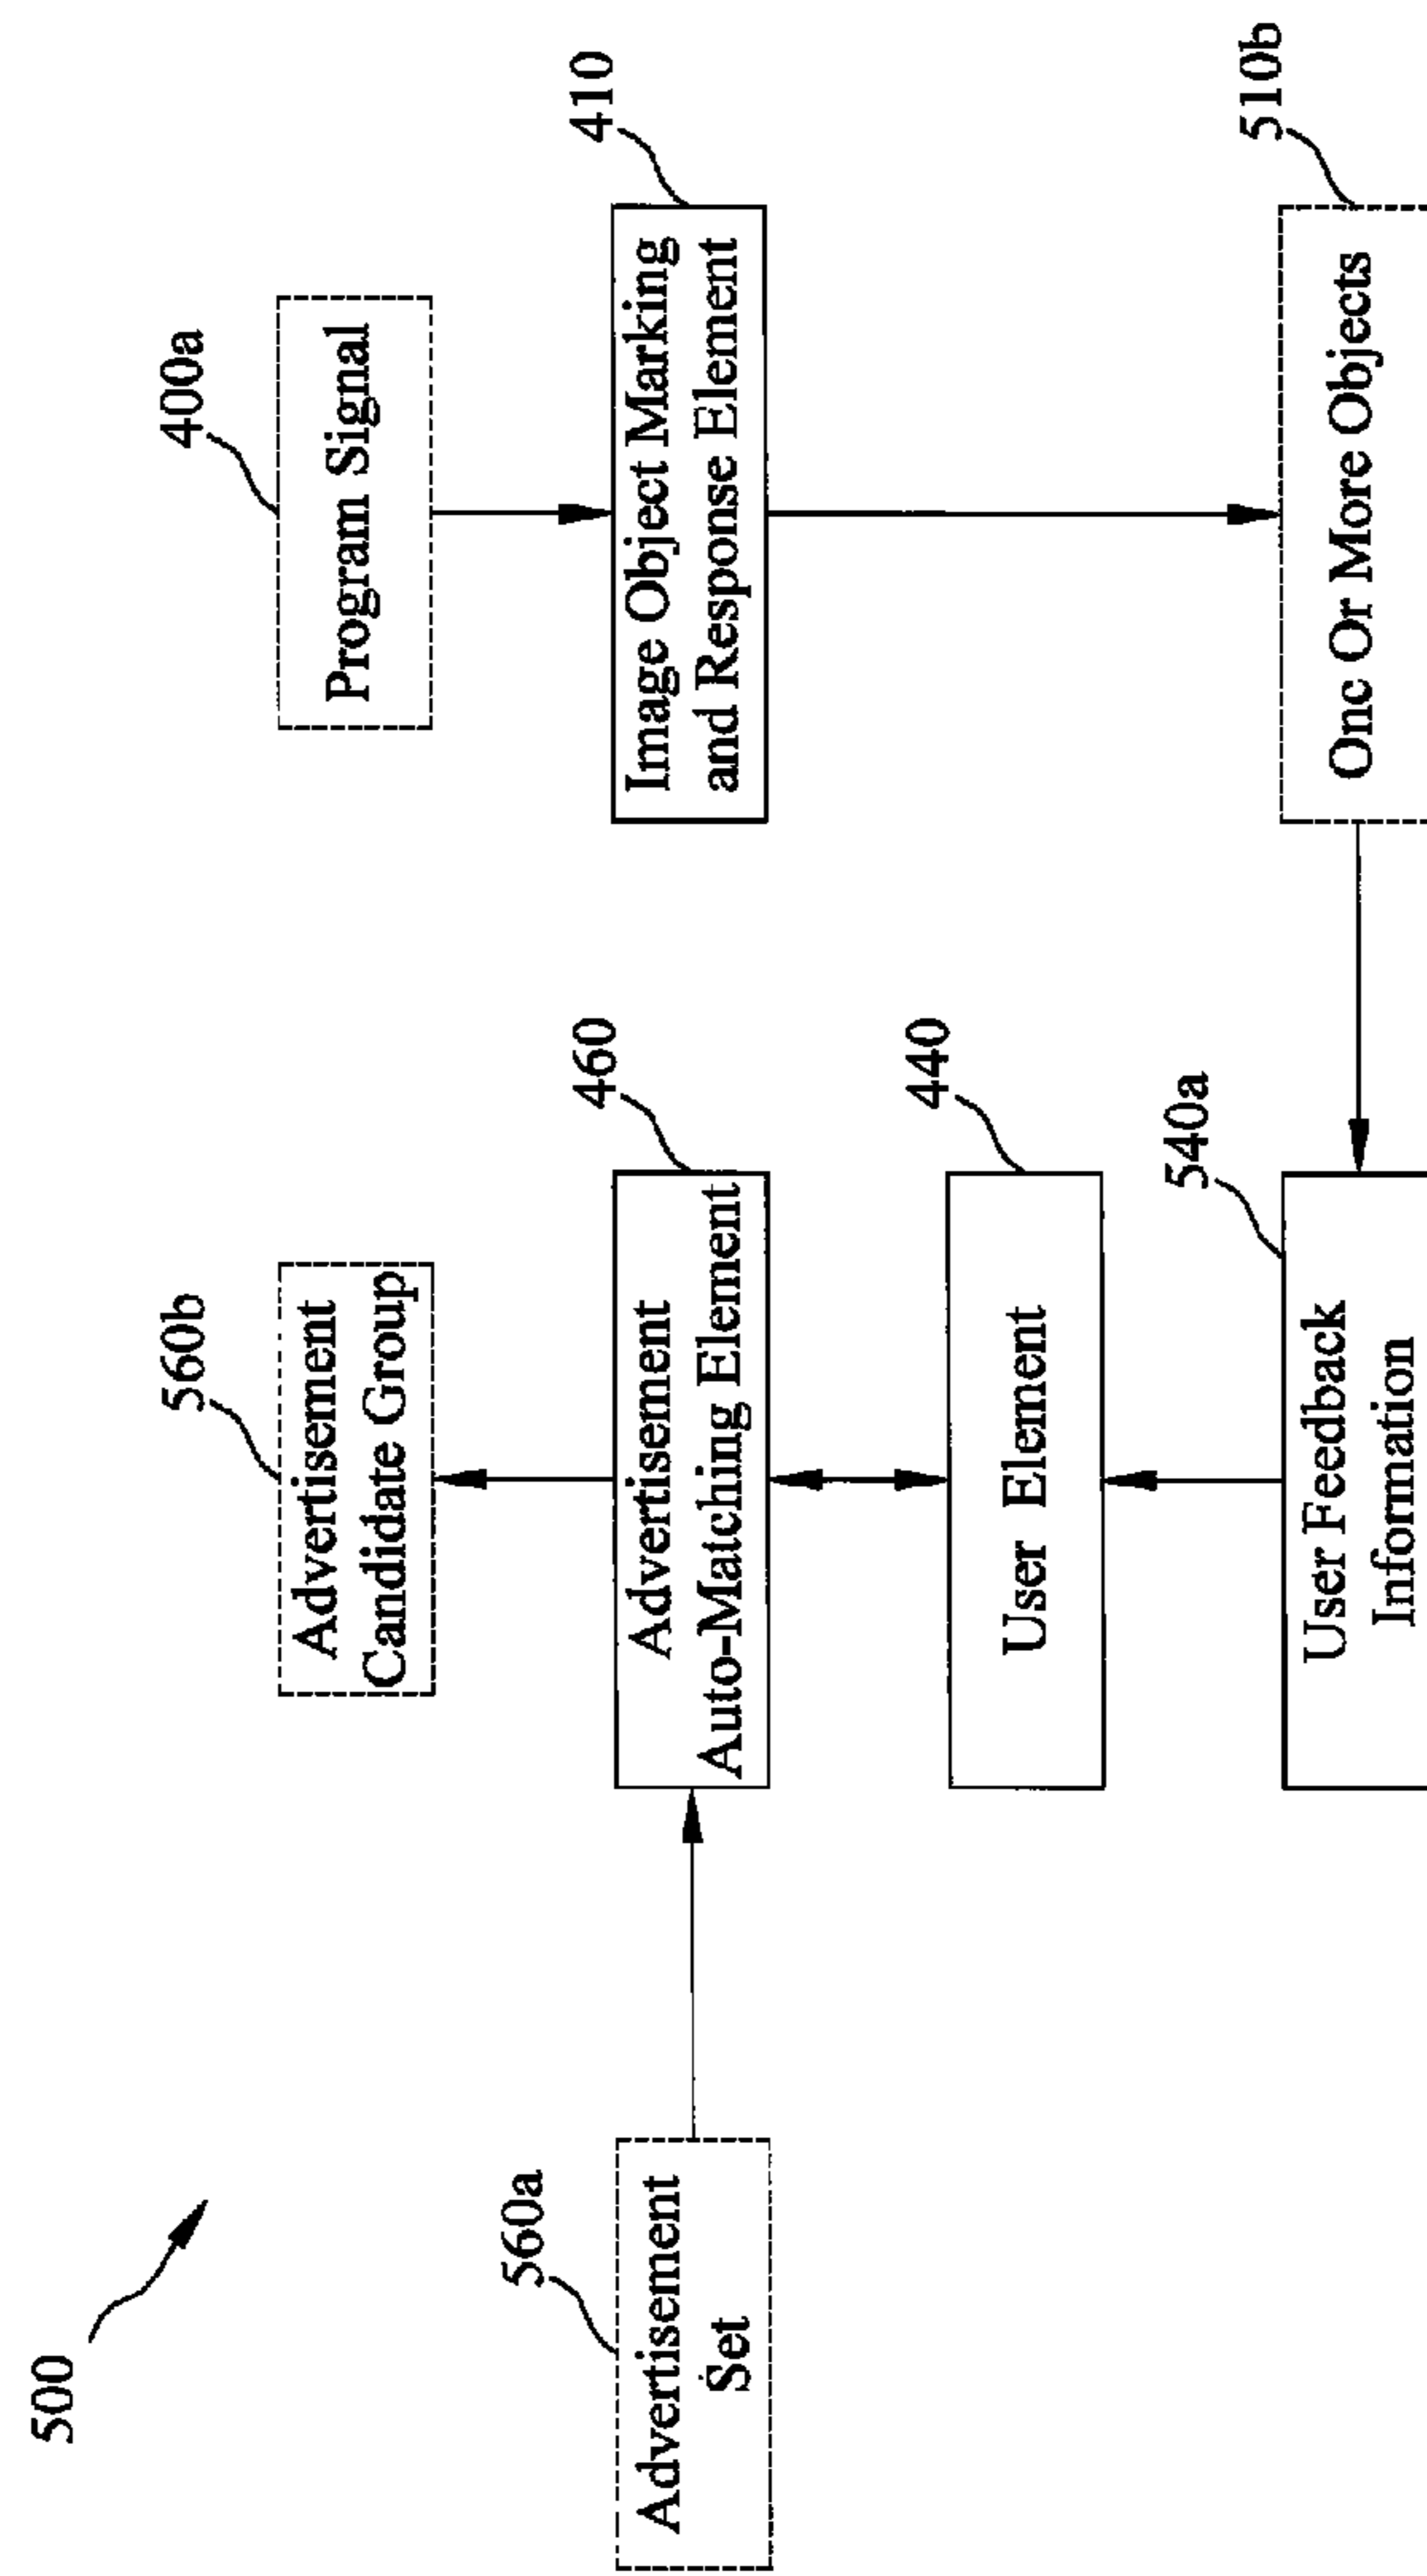 500
560b
Advertisement
Candidate Group
400a
Program Signal
560a
Advertisement
Set
460
Advertisement
Auto-Matching Element
410
Image Object Marking
and Response Element
440
User Element
540a
User Feedback
Information
510b
Onc Or More Objects